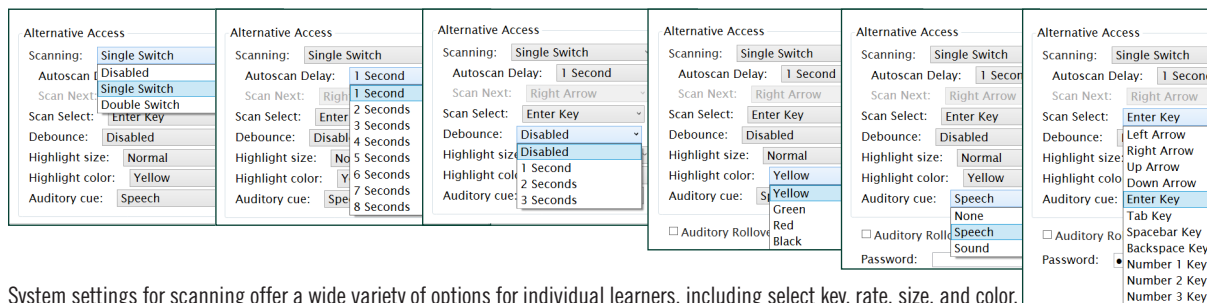 Alternative Access
Scanning: Single Switch
Autoscan
Disabled
Single Switch
Double Switch
Scan Next:
Scan Select: Enter Key
Debounce: Disabled
Highlight size: Normal
Highlight color: Yellow
Auditory cue: Speech
Alternative Access
Scanning: Single Switch
Autoscan Delay: 1 Second
Scan Next:
Scan Select: Enter
Debounce:
Highlight size:
Highlight color:
Auditory cue:
1 Second
2 Seconds
3 Seconds
4 Seconds
5 Seconds
6 Seconds
7 Seconds
8 Seconds
Alternative Access
Scanning: Single Switch
Autoscan Delay: 1 Second
Scan Next: Right Arrow
Scan Select: Enter Key
Debounce: Disabled
Highlight size
Highlight
Auditory cue:
Disabled
1 Second
2 Seconds
3 Seconds
Alternative Access
Scanning: Single Switch
Autoscan Delay: 1 Second
Scan Next: Right Arrow
Scan Select: Enter Key
Debounce: Disabled
Highlight size: Normal
Highlight color: Yellow
Auditory cue:
Yellow
Green
Red
Black
Auditory
Alternative Access
Scanning: Single Switch
Autoscan Delay: 1
Scan Next: Right Arrow
Scan Select: Enter Key
Debounce: Disabled
Highlight size: Normal
Highlight color: Yellow
Auditory cue: Speech
None
Speech
Sound
Auditory
Password:
Alternative Access
Scanning: Single Switch
Autoscan Delay: 1
Scan Next: Right Arrow
Scan Select: Enter Key
Debounce:
Highlight size:
Highlight
Auditory cue:
Left Arrow
Right Arrow
Up Arrow
Down Arrow
Enter Key
Tab Key
Spacebar Key
Backspace Key
Number 1 Key
Number 2 Key
Number 3 Key
Auditory
Password:
System settings for scanning offer a wide variety of options for individual learners, including select key, rate, size, and color.